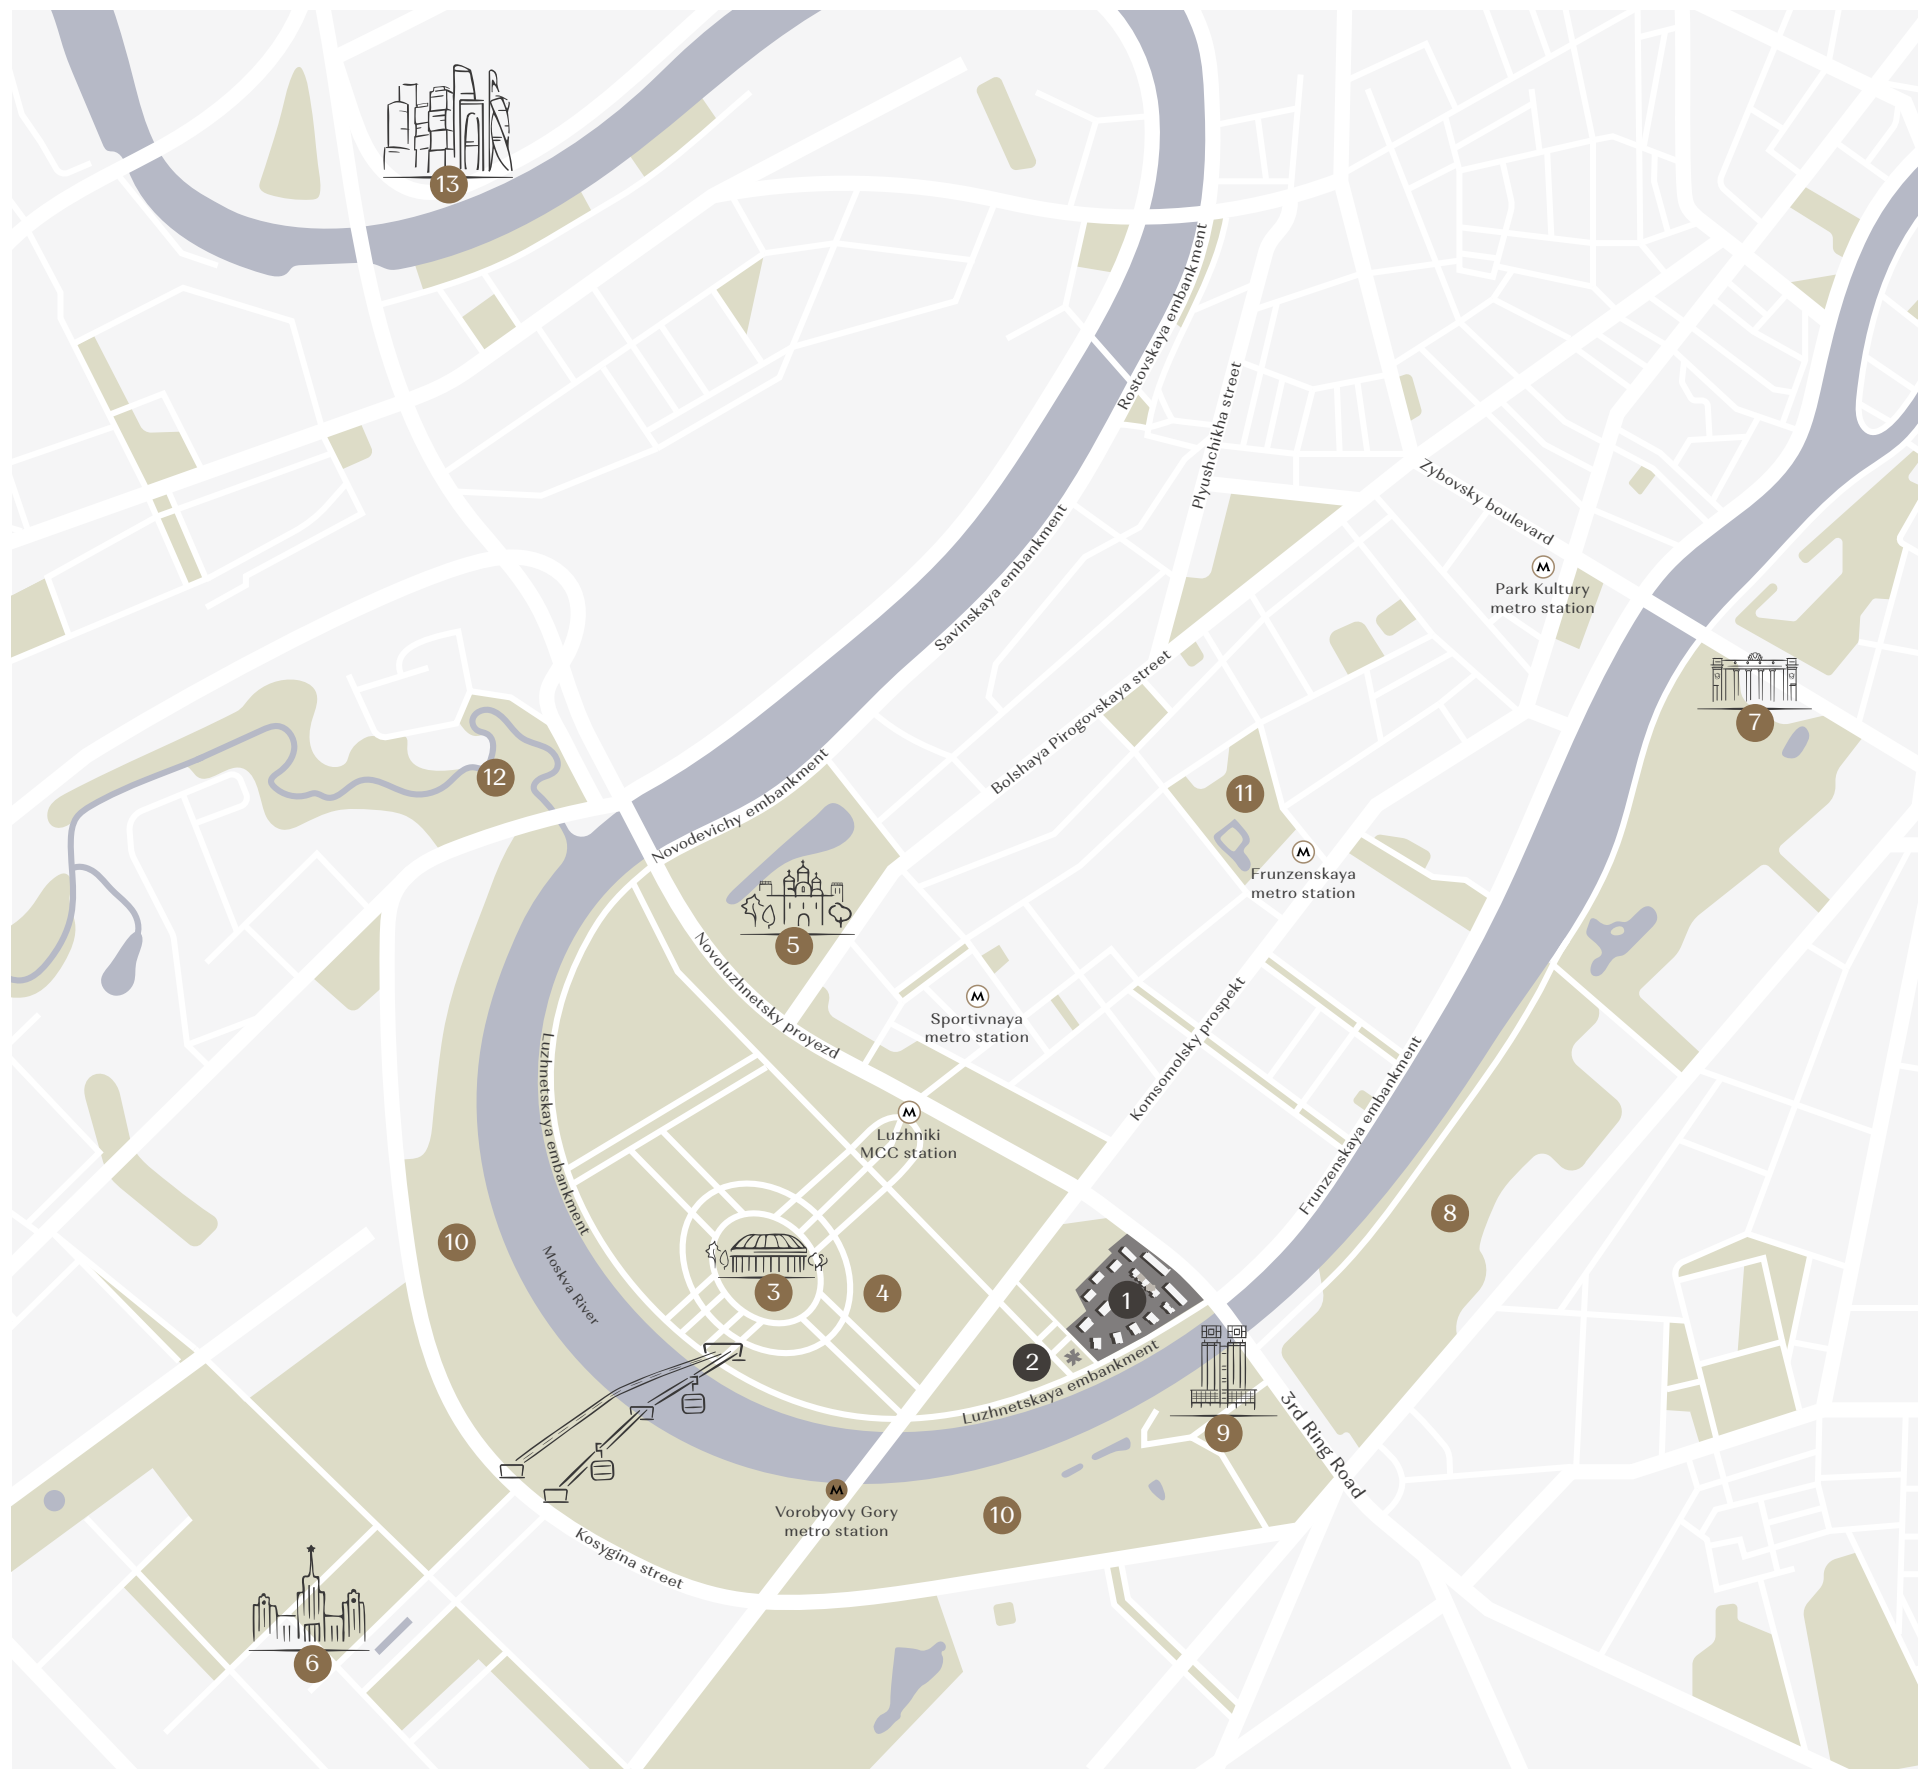 13
Rostovskaya embankment
Plyushchikha street
Zybovsky boulevard
Savinskaya embankment
M
Park Kultury
metro station
Bolshaya Pirogovskaya street
7
12
Novodevichy embankment
11
M
Frunzenskaya
metro station
5
Novoluzhnetsky proyezd
M
Sportivnaya
metro station
Komsomolsky prospekt
Frunzenskaya embankment
Luzhnetskaya embankment
M
Luzhniki
MCC station
8
10
Moskva River
3
4
1
2
Luzhnetskaya embankment
9
3rd Ring Road
M
Vorobyovy Gory
metro station
10
Kosygina street
6